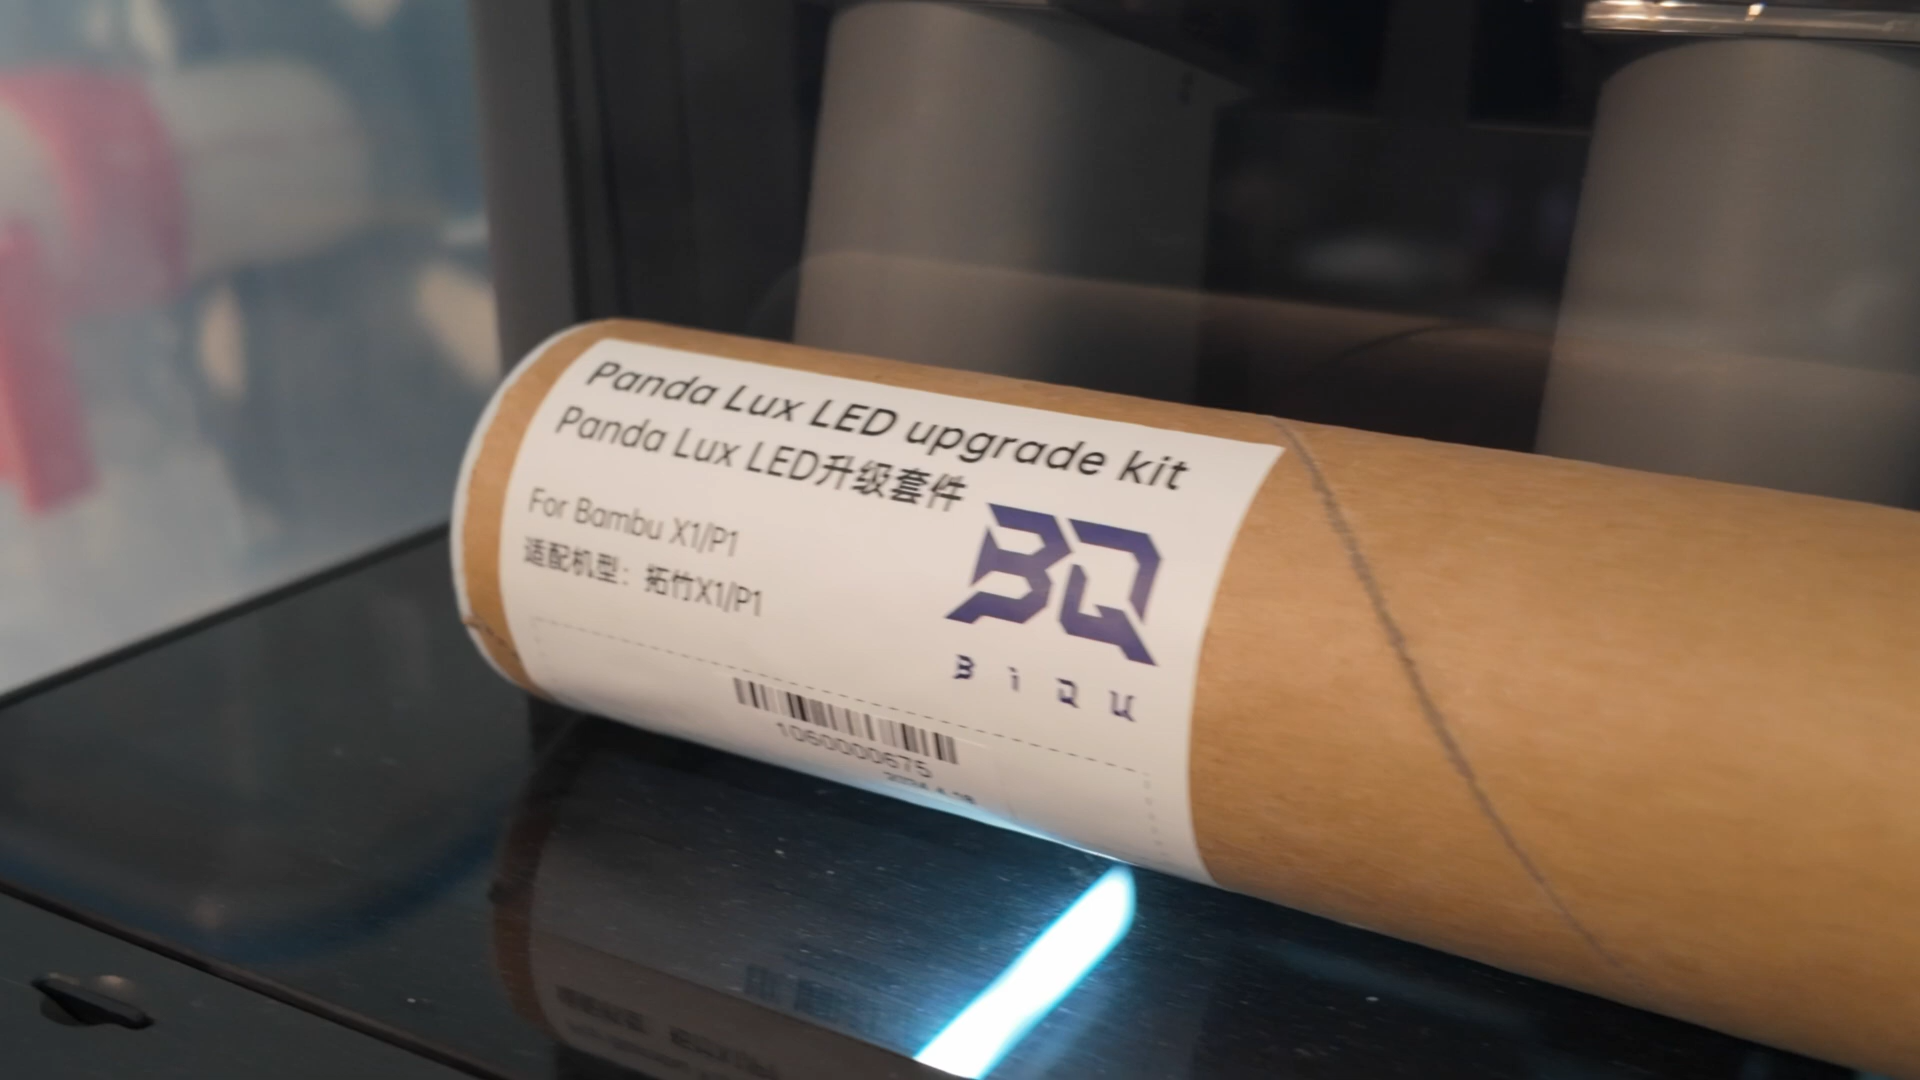 Panda Lux LED upgrade kit
Panda Lux LED升级套件
For Bambu X1/P1
适配机型：拓竹X1/P1
BQ
BiQU
1060000675